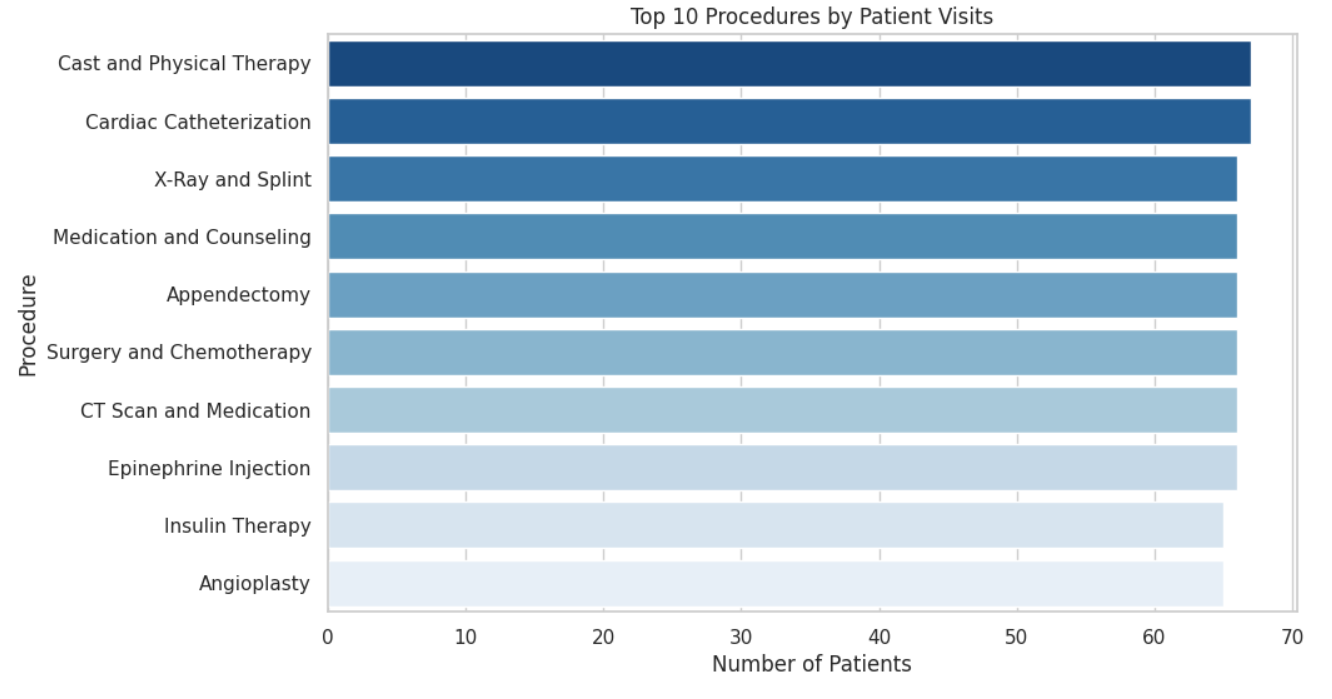 Top 10 Procedures by Patient Visits
Cast and Physical Therapy
Cardiac Catheterization
X-Ray and Splint
Medication and Counseling
Appendectomy
Surgery and Chemotherapy
CT Scan and Medication
Epinephrine Injection
Insulin Therapy
Angioplasty
Procedure
0 10 20 30 40 50 60 70
Number of Patients